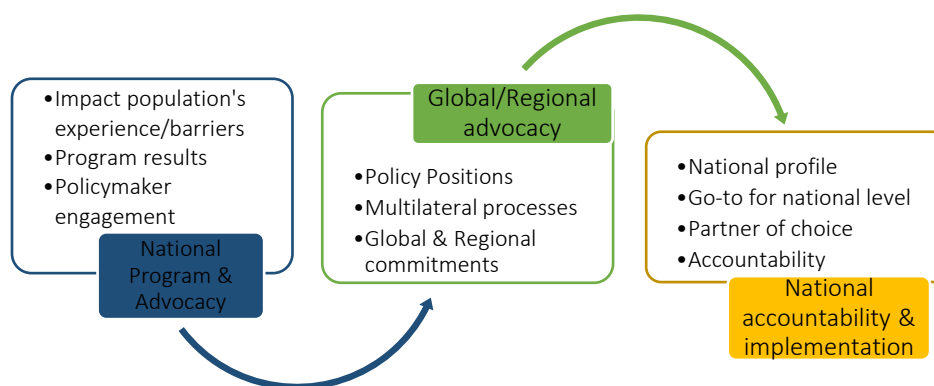 •Impact population's
experience/barriers
•Program results
•Policymaker
engagement
National
Program &
Advocacy
Global/Regional
advocacy
•Policy Positions
•Multilateral processes
•Global & Regional
commitments
•National profile
•Go-to for national level
•Partner of choice
•Accountability
National
accountability &
implementation